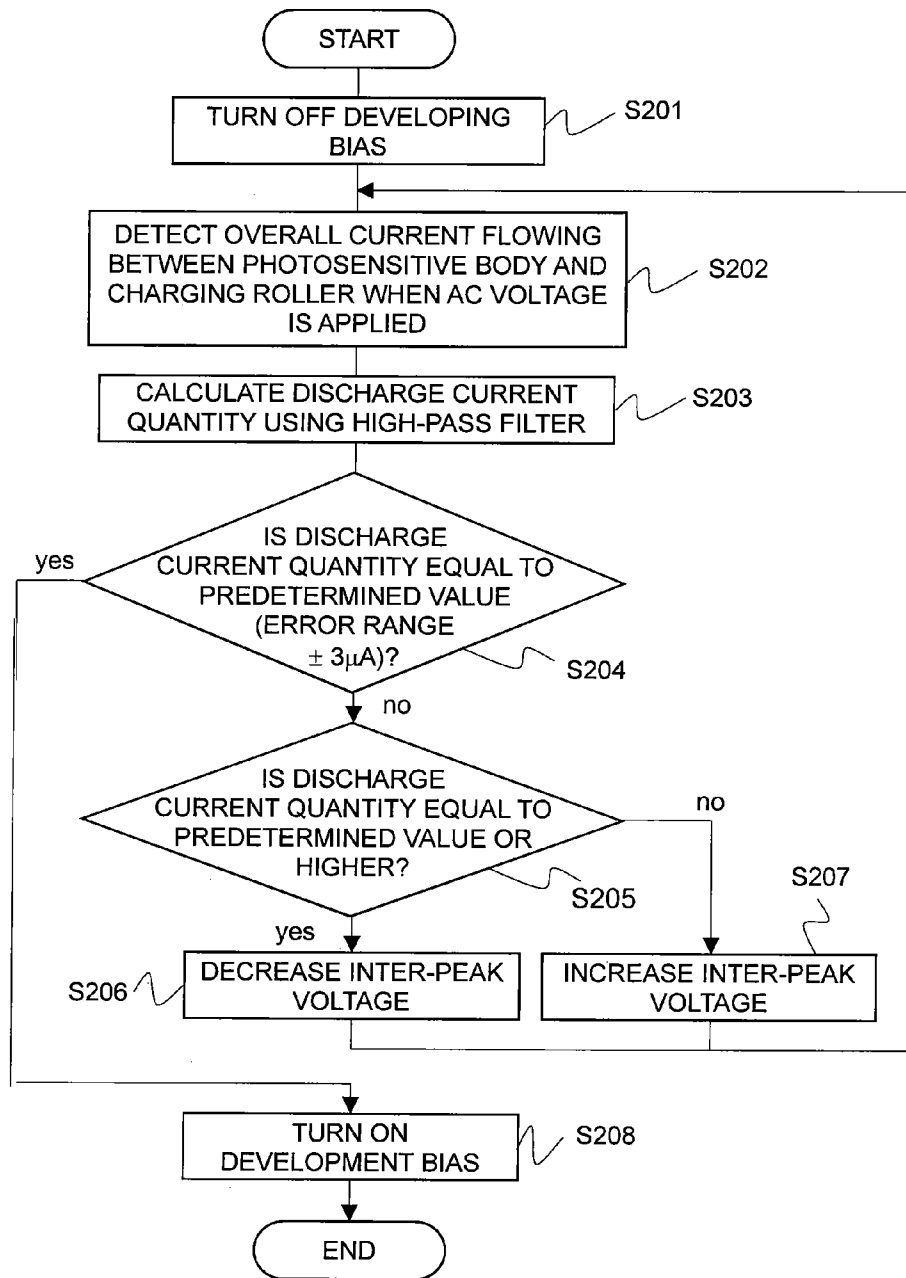 START
TURN OFF DEVELOPING
BIAS
S201
DETECT OVERALL CURRENT FLOWING
BETWEEN PHOTOSENSITIVE BODY AND
CHARGING ROLLER WHEN AC VOLTAGE
IS APPLIED
S202
CALCULATE DISCHARGE CURRENT
QUANTITY USING HIGH-PASS FILTER
S203
IS DISCHARGE
CURRENT QUANTITY EQUAL TO
PREDETERMINED VALUE
(ERROR RANGE
± 3µA)?
yes
S204
no
IS DISCHARGE
CURRENT QUANTITY EQUAL TO
PREDETERMINED VALUE OR
HIGHER?
no
S205
S207
yes
DECREASE INTER-PEAK
VOLTAGE
S206
INCREASE INTER-PEAK
VOLTAGE
TURN ON
DEVELOPMENT BIAS
S208
END